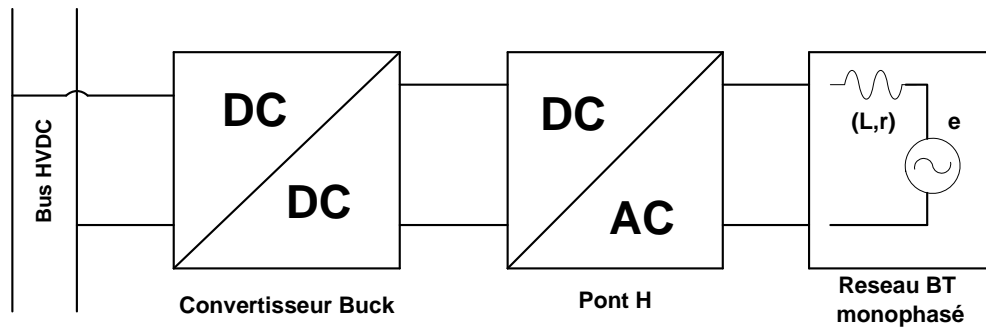 Bus HVDC
DC
DC
Convertisseur Buck
DC
AC
Pont H
(L,r)
e
Reseau BT
monophasé